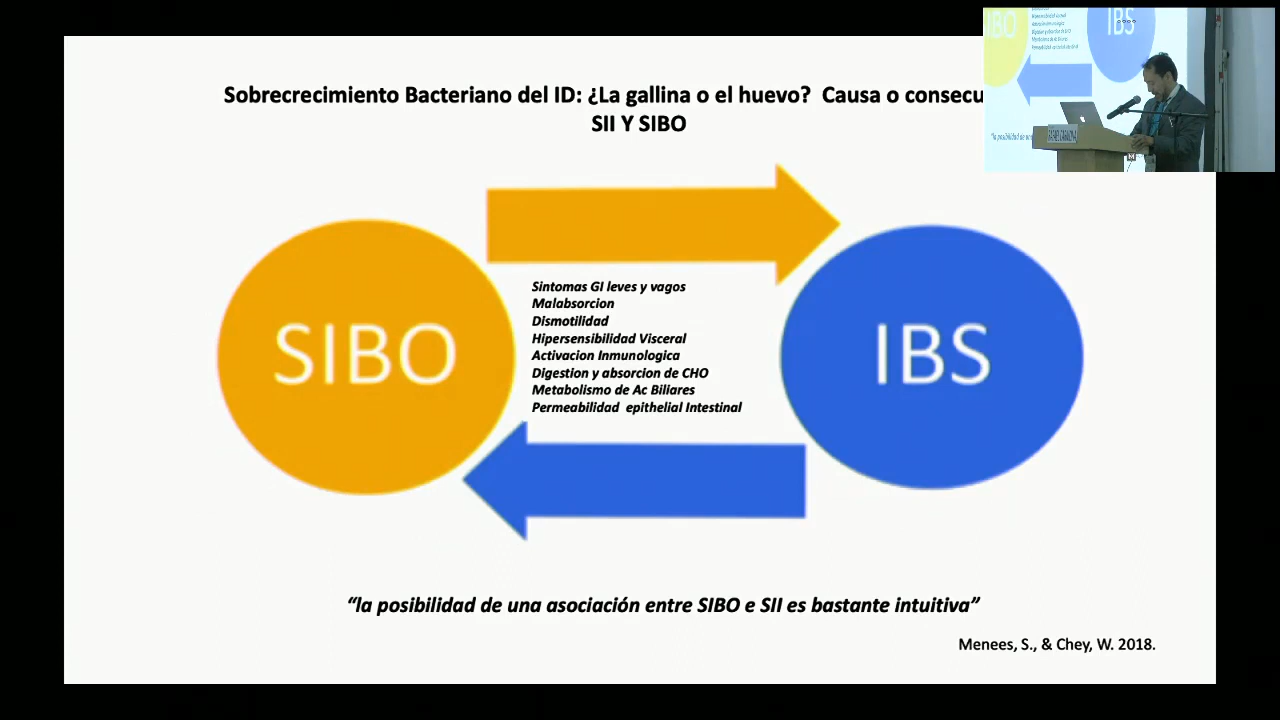 Sobrecrecimiento Bacteriano del ID: ¿La gallina o el huevo? Causa o consecu
SII Y SIBO
SIBO
IBS
Sintomas GI leves y vagos
Malabsorcion
Dismotilidad
Hipersensibilidad Visceral
Activacion Inmunologica
Digestion y absorcion de CHO
Metabolismo de Ac Biliares
Permeabilidad epithelial Intestinal
“la posibilidad de una asociación entre SIBO e SII es bastante intuitiva”
Menees, S., & Chey, W. 2018.
IBO
IBS